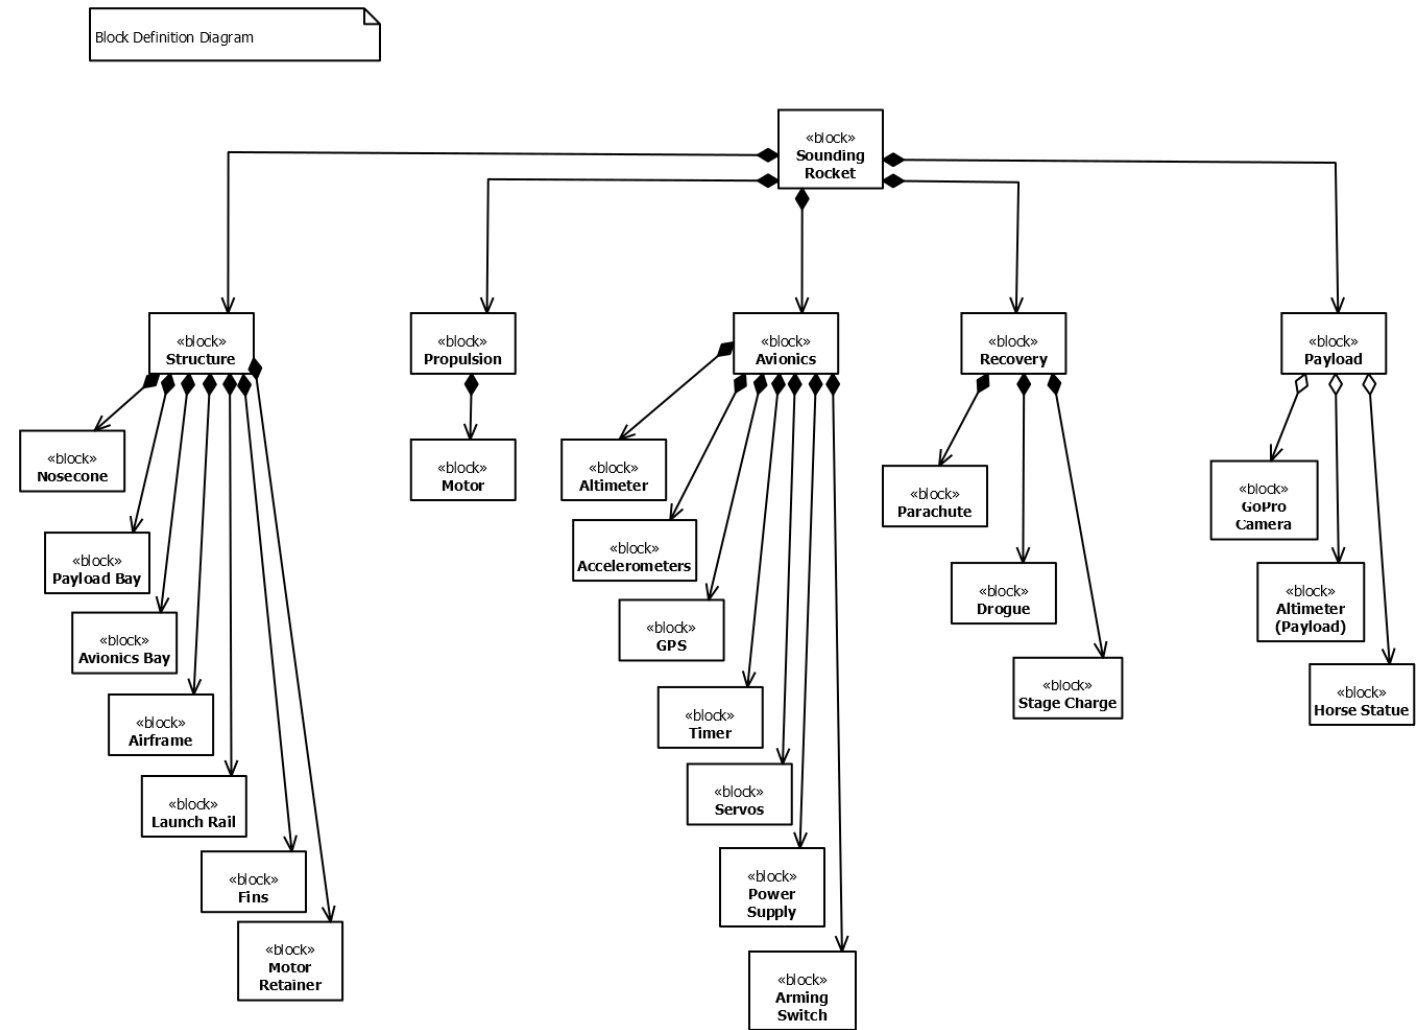 Block Definition Diagram
«block»
Sounding
Rocket
«block»
Structure
«block»
Propulsion
«block»
Avionics
«block»
Recovery
«block»
Payload
«block»
Nosecone
«block»
Payload Bay
«block»
Avionics Bay
«block»
Airframe
«block»
Launch Rail
«block»
Fins
«block»
Motor
Retainer
«block»
Motor
«block»
Altimeter
«block»
Accelerometers
«block»
GPS
«block»
Timer
«block»
Servos
«block»
Power
Supply
«block»
Arming
Switch
«block»
Parachute
«block»
Drogue
«block»
Stage Charge
«block»
GoPro
Camera
«block»
Altimeter
(Payload)
«block»
Horse Statue